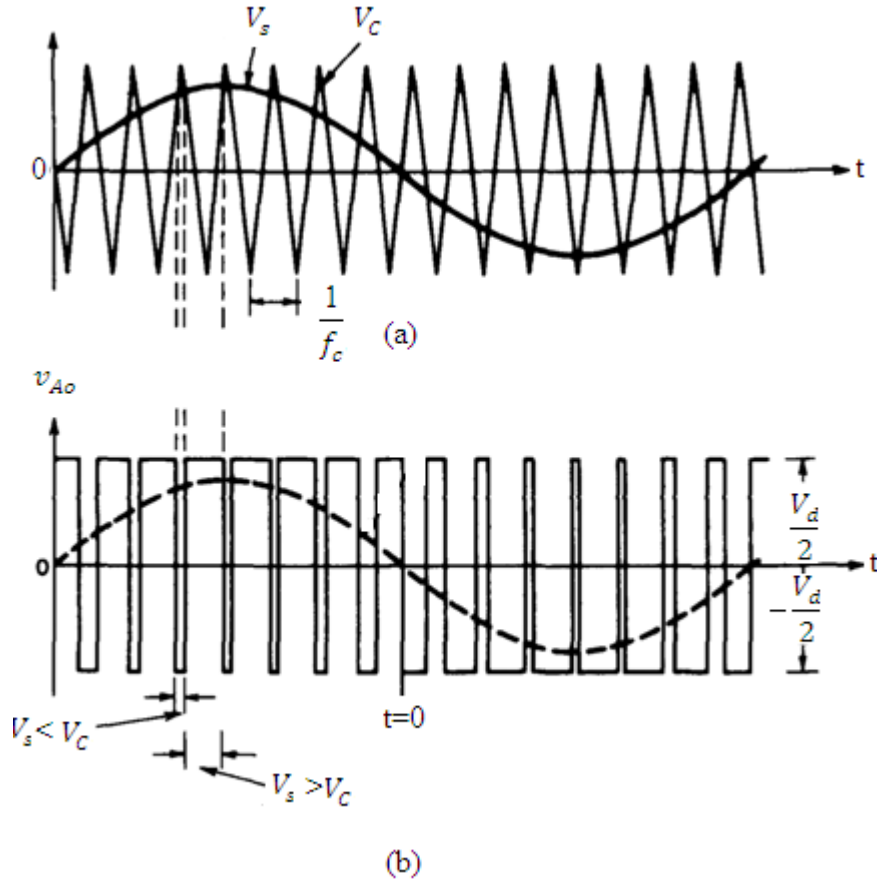 V_s V_C
0 t
1/f_c
(a)
v_Ao
V_d/2
0 t
-V_d/2
t=0
V_s < V_C
V_s > V_C
(b)